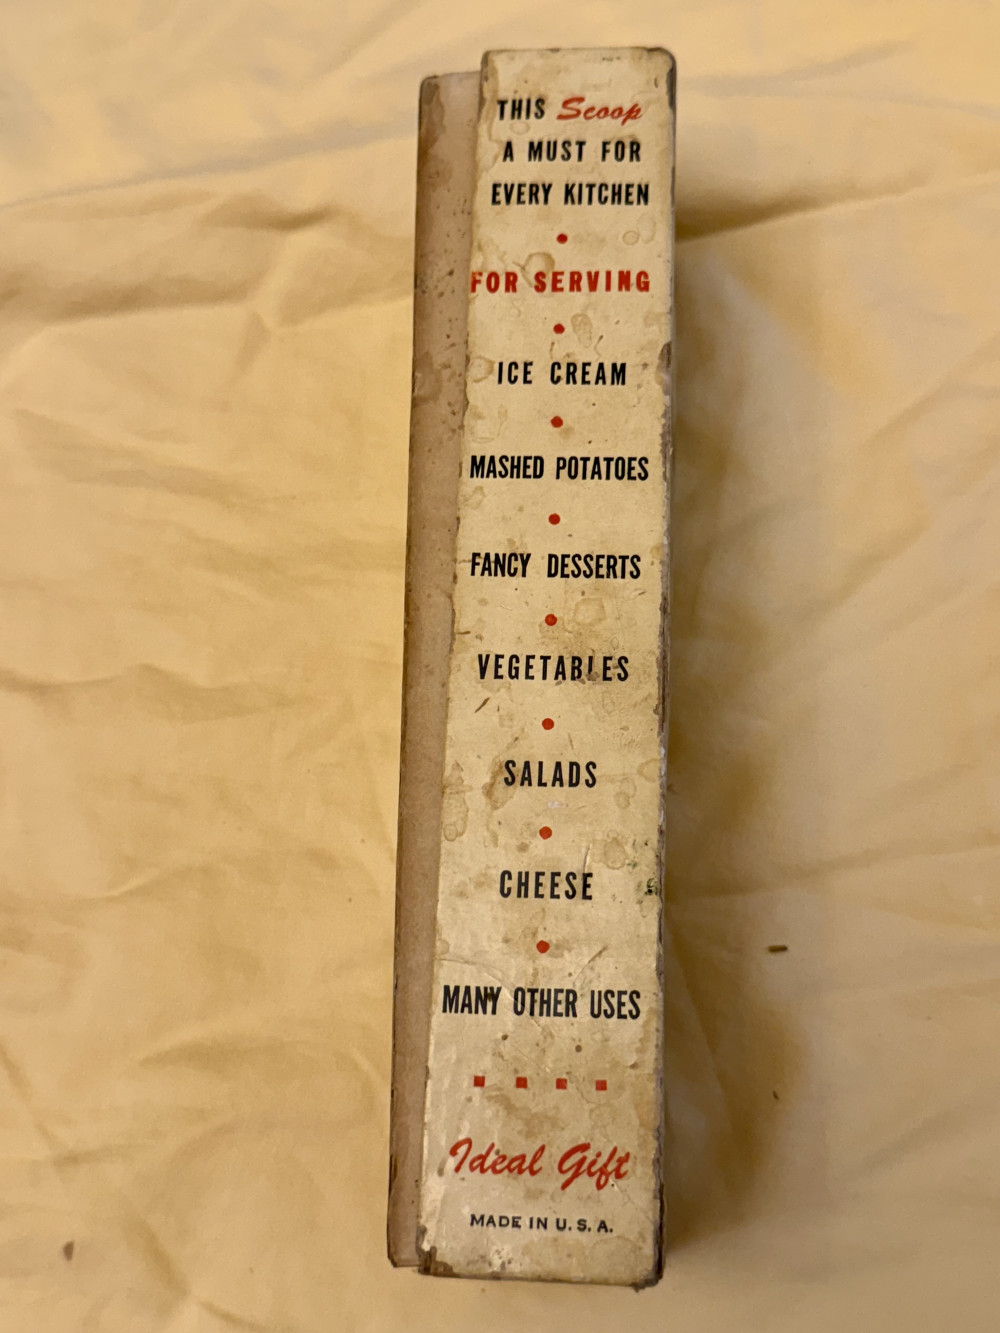 THIS Scoop
A MUST FOR
EVERY KITCHEN
FOR SERVING
ICE CREAM
MASHED POTATOES
FANCY DESSERTS
VEGETABLES
SALADS
CHEESE
MANY OTHER USES
Ideal Gift
MADE IN U.S.A.